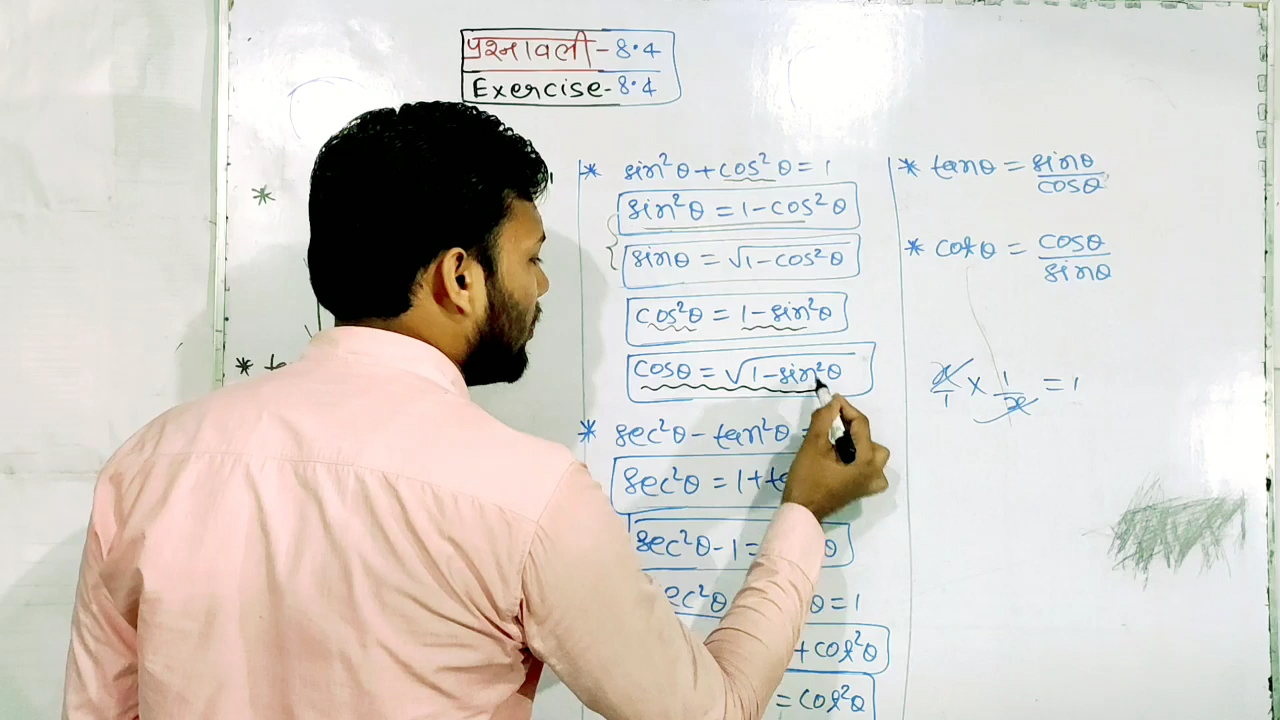 प्रश्नावली-8.4
Exercise-8.4
*
*
* sin²θ + cos²θ = 1
sin²θ = 1-cos²θ
sinθ = √1-cos²θ
cos²θ = 1-sin²θ
cosθ = √1-sin²θ
* sec²θ - tan²θ =
sec²θ = 1+
sec²θ-1 = θ
θ = 1
+ cot²θ
= cot²θ
* tanθ = sinθ/cosθ
* cotθ = cosθ/sinθ
x/1 × 1/x = 1